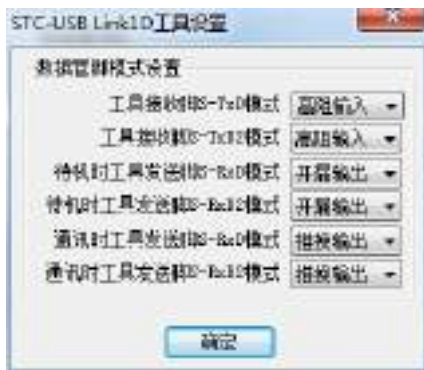 STC-USB Link1D工具设置
数据管脚模式设置
工具接收脚S-TxD模式 高阻输入
工具接收脚S-TxD2模式 高阻输入
待机时工具发送脚S-RxD模式 开漏输出
待机时工具发送脚S-RxD2模式 开漏输出
通讯时工具发送脚S-RxD模式 推挽输出
通讯时工具发送脚S-RxD2模式 推挽输出
确定